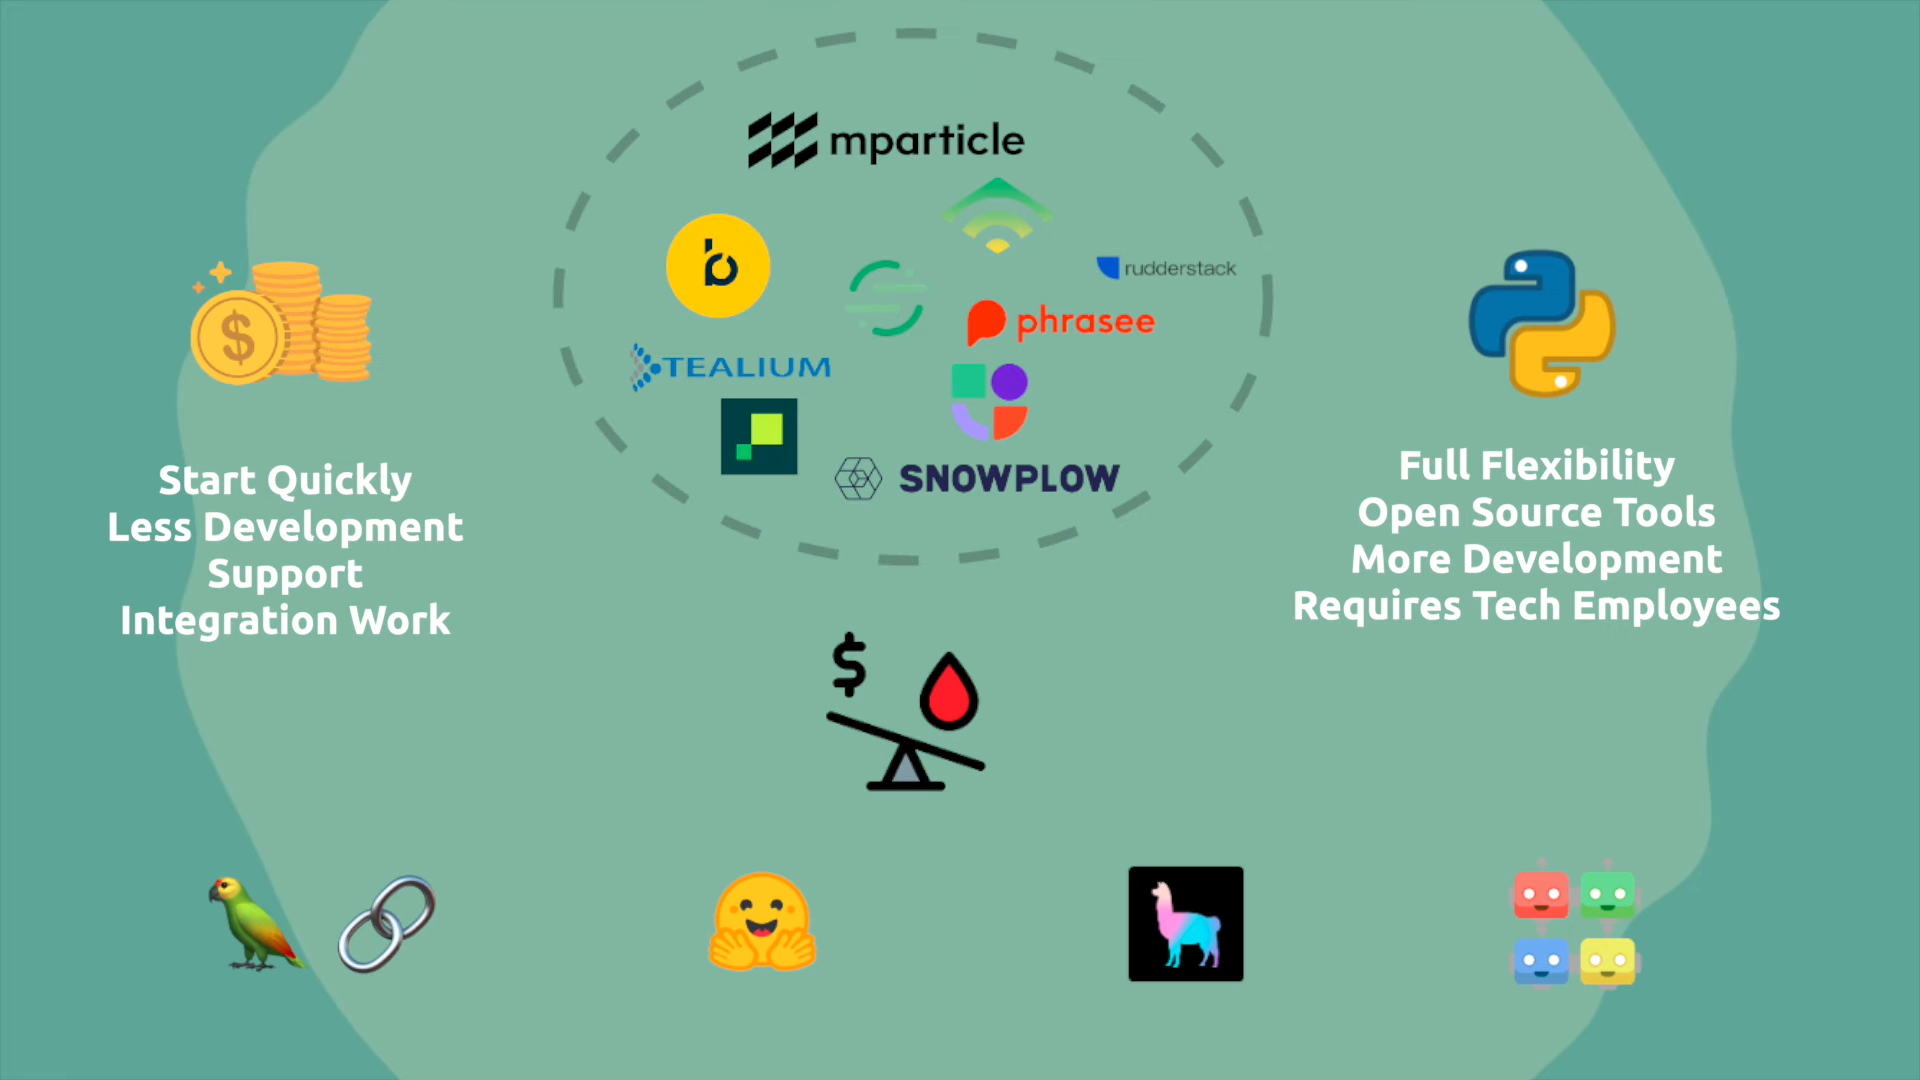 mparticle
rudderstack
phrasee
TEALIUM
SNOWPLOW
Start Quickly
Less Development
Support
Integration Work
Full Flexibility
Open Source Tools
More Development
Requires Tech Employees
$
$